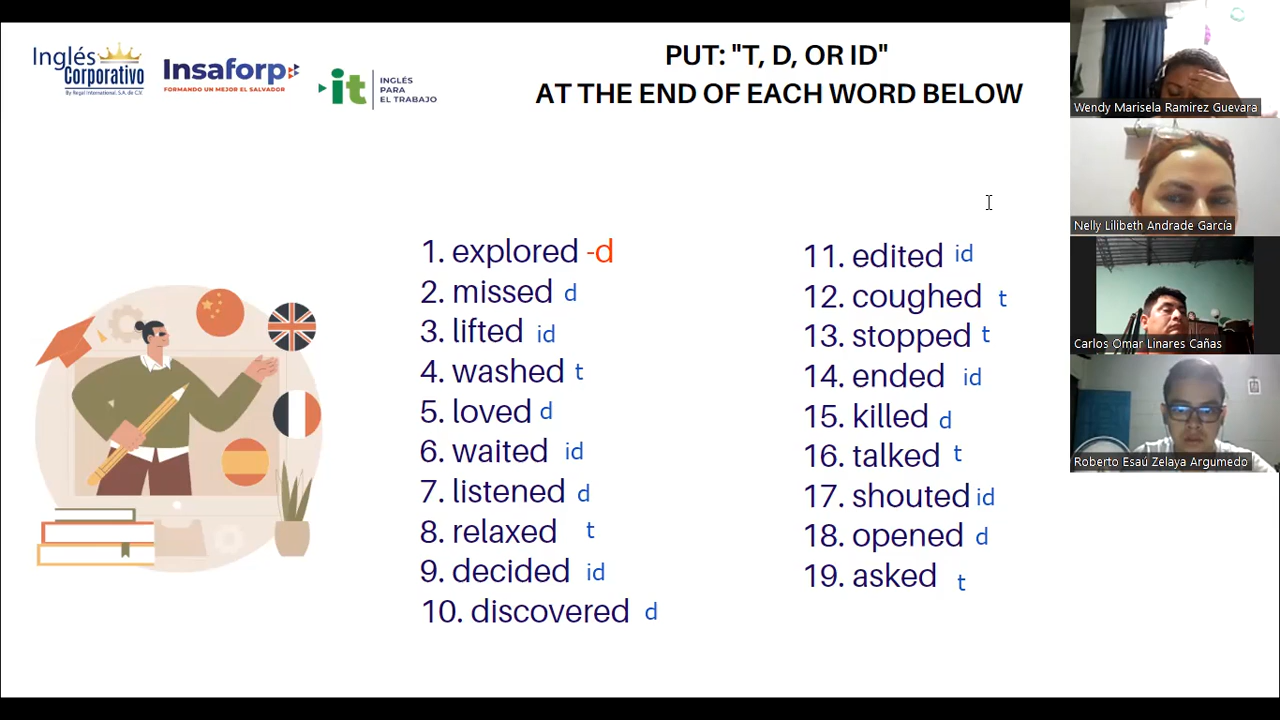 Inglés
Corporativo
By Regal International, S.A. de C.V.
Insaforp
FORMANDO UN MEJOR EL SALVADOR
it
INGLÉS
PARA
EL TRABAJO
PUT: "T, D, OR ID"
AT THE END OF EACH WORD BELOW
1. explored -d
2. missed d
3. lifted id
4. washed t
5. loved d
6. waited id
7. listened d
8. relaxed t
9. decided id
10. discovered d
11. edited id
12. coughed t
13. stopped t
14. ended id
15. killed d
16. talked t
17. shouted id
18. opened d
19. asked t
Wendy Marisela Ramirez Guevara
Nelly Lilibeth Andrade García
Carlos Omar Linares Cañas
Roberto Esaú Zelaya Argumedo